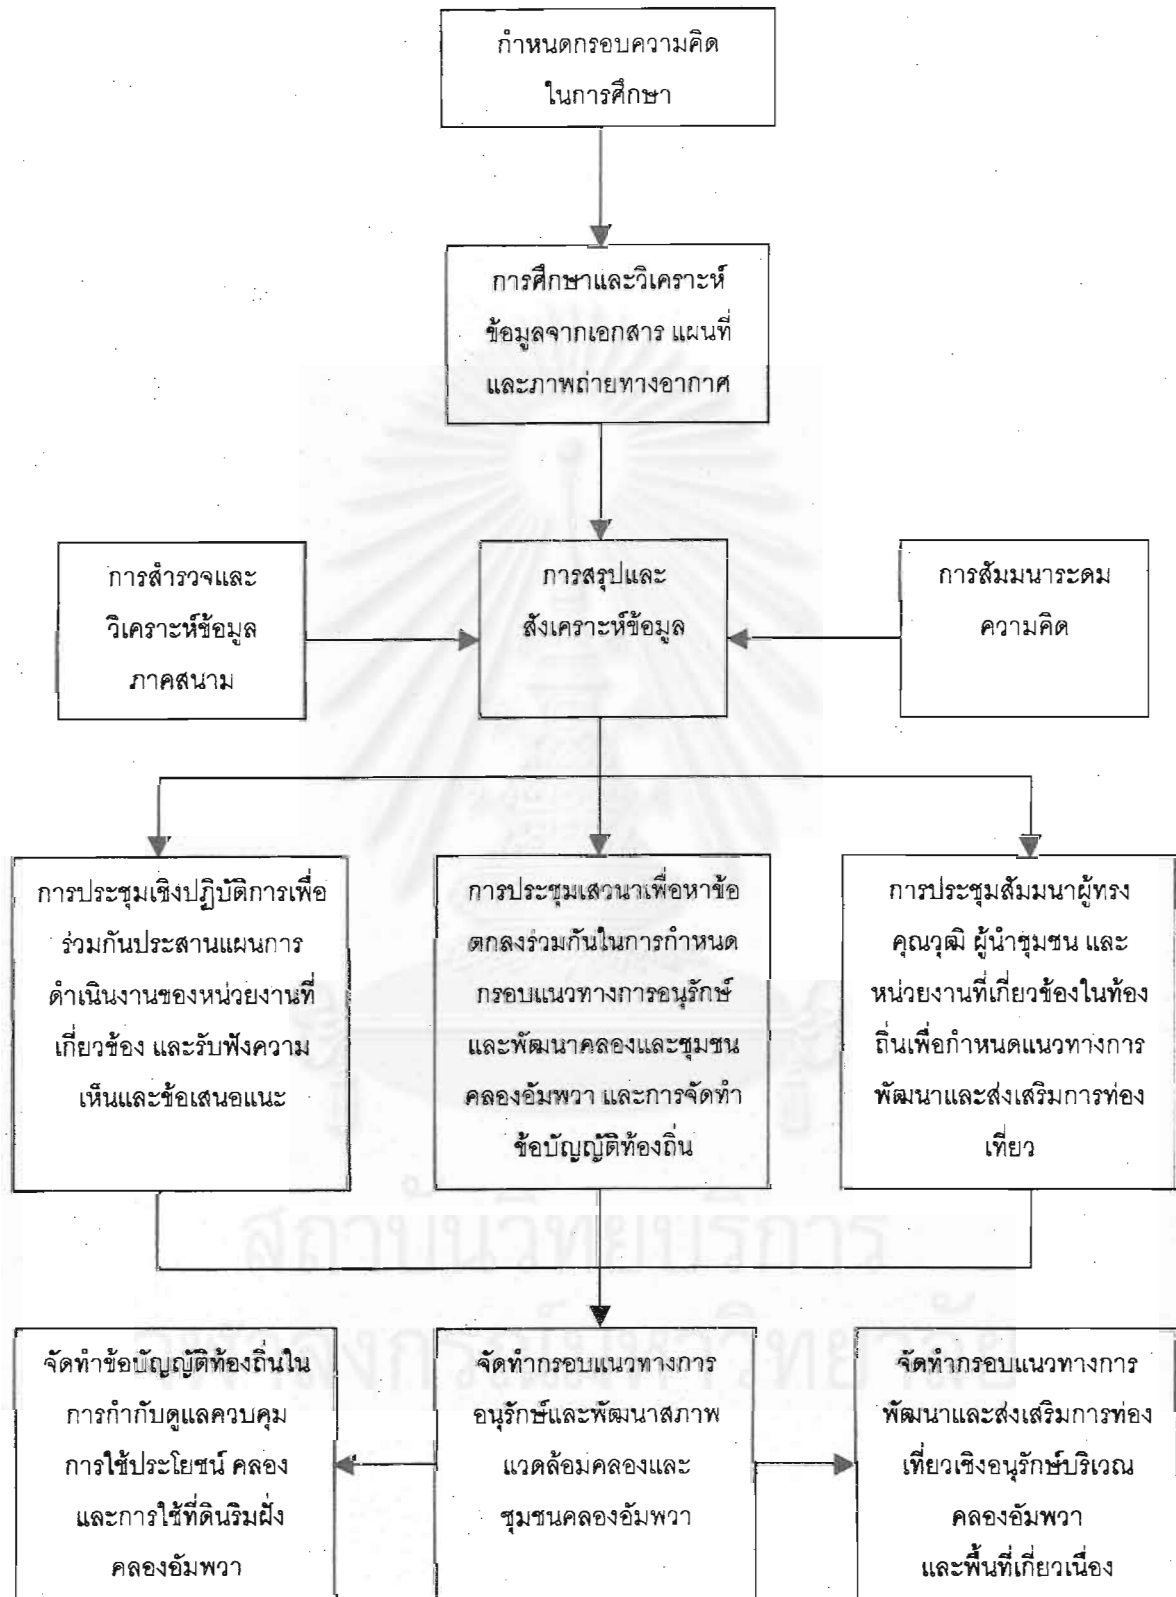 กำหนดกรอบความคิด
ในการศึกษา
การศึกษาและวิเคราะห์
ข้อมูลจากเอกสาร แผนที่
และภาพถ่ายทางอากาศ
การสำรวจและ
วิเคราะห์ข้อมูล
ภาคสนาม
การสรุปและ
สังเคราะห์ข้อมูล
การสัมมนาระดม
ความคิด
การประชุมเชิงปฏิบัติการเพื่อ
ร่วมกันประสานแผนการ
ดำเนินงานของหน่วยงานที่
เกี่ยวข้อง และรับฟังความ
เห็นและข้อเสนอแนะ
การประชุมเสวนาเพื่อหาข้อ
ตกลงร่วมกันในการกำหนด
กรอบแนวทางการอนุรักษ์
และพัฒนาคลองและชุมชน
คลองอัมพวา และการจัดทำ
ข้อบัญญัติท้องถิ่น
การประชุมสัมมนาผู้ทรง
คุณวุฒิ ผู้นำชุมชน และ
หน่วยงานที่เกี่ยวข้องในท้อง
ถิ่นเพื่อกำหนดแนวทางการ
พัฒนาและส่งเสริมการท่อง
เที่ยว
สถาบันวิทยบริการ
จุฬาลงกรณ์มหาวิทยาลัย
จัดทำข้อบัญญัติท้องถิ่นใน
การกำกับดูแลควบคุม
การใช้ประโยชน์ คลอง
และการใช้ที่ดินริมฝั่ง
คลองอัมพวา
จัดทำกรอบแนวทางการ
อนุรักษ์และพัฒนาสภาพ
แวดล้อมคลองและ
ชุมชนคลองอัมพวา
จัดทำกรอบแนวทางการ
พัฒนาและส่งเสริมการท่อง
เที่ยวเชิงอนุรักษ์บริเวณ
คลองอัมพวา
และพื้นที่เกี่ยวเนื่อง